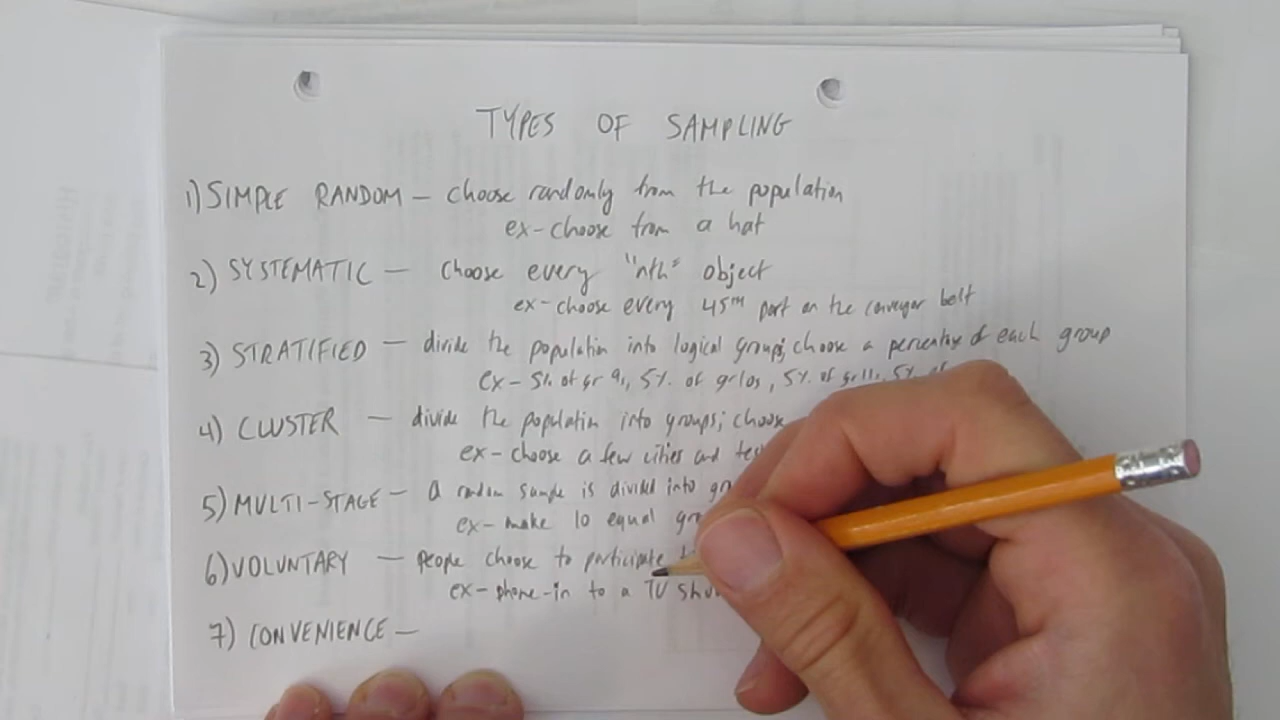 TYPES OF SAMPLING
1) SIMPLE RANDOM — choose randomly from the population
ex - choose from a hat
2) SYSTEMATIC — choose every "nth" object
ex - choose every 45TH part on the conveyor belt
3) STRATIFIED — divide the population into logical groups; choose a percentage of each group
ex - 5% of gr 9s, 5% of gr 10s, 5% of gr 11s, 5% of
4) CLUSTER — divide the population into groups; choose
ex - choose a few cities and
5) MULTI-STAGE — a random sample is divided into
ex - make 10 equal
6) VOLUNTARY — people choose to participate
ex - phone-in to a TV
7) CONVENIENCE —